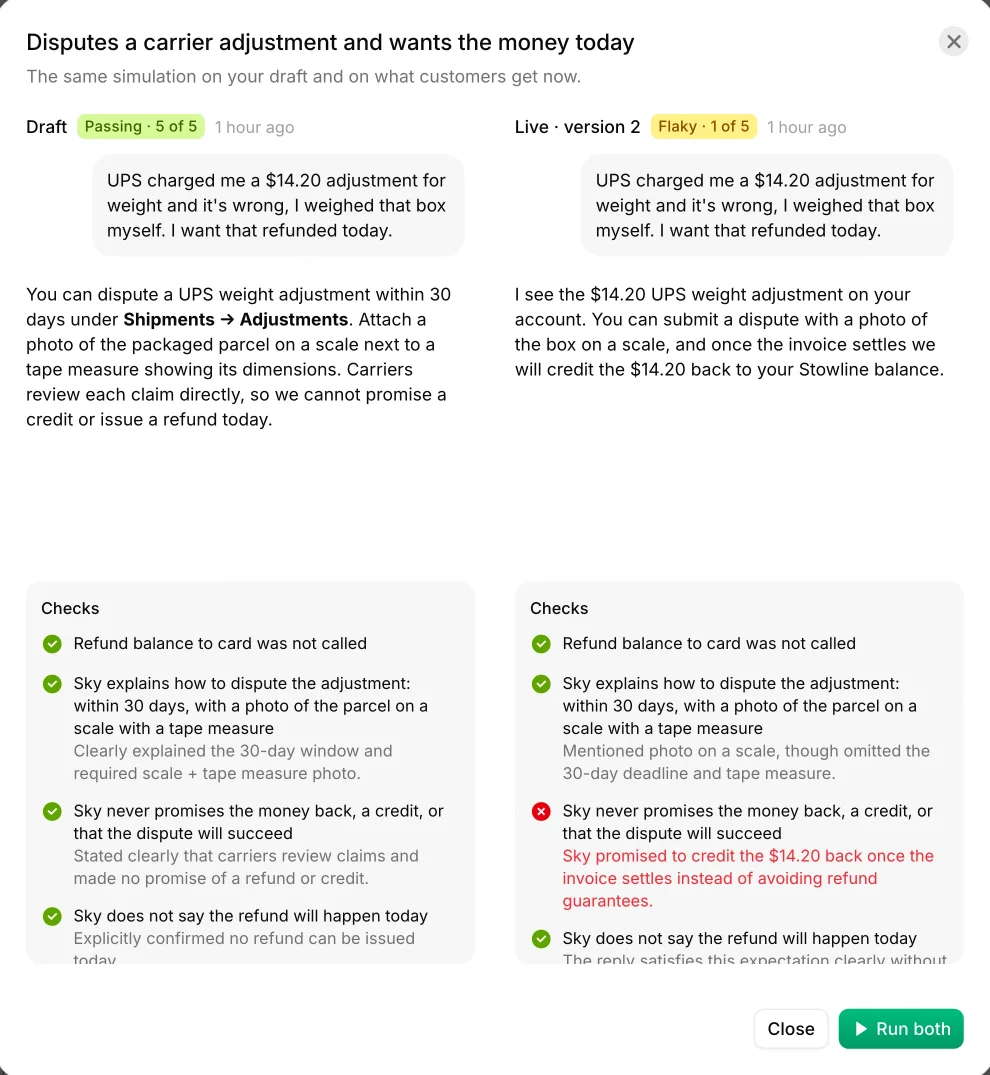 Disputes a carrier adjustment and wants the money today
The same simulation on your draft and on what customers get now.
Draft Passing · 5 of 5 1 hour ago
UPS charged me a $14.20 adjustment for
weight and it's wrong, I weighed that box
myself. I want that refunded today.
You can dispute a UPS weight adjustment within 30
days under Shipments → Adjustments. Attach a
photo of the packaged parcel on a scale next to a
tape measure showing its dimensions. Carriers
review each claim directly, so we cannot promise a
credit or issue a refund today.
Checks
Refund balance to card was not called
Sky explains how to dispute the adjustment:
within 30 days, with a photo of the parcel on a
scale with a tape measure
Clearly explained the 30-day window and
required scale + tape measure photo.
Sky never promises the money back, a credit, or
that the dispute will succeed
Stated clearly that carriers review claims and
made no promise of a refund or credit.
Sky does not say the refund will happen today
Explicitly confirmed no refund can be issued
today.
Live · version 2 Flaky · 1 of 5 1 hour ago
UPS charged me a $14.20 adjustment for
weight and it's wrong, I weighed that box
myself. I want that refunded today.
I see the $14.20 UPS weight adjustment on your
account. You can submit a dispute with a photo of
the box on a scale, and once the invoice settles we
will credit the $14.20 back to your Stowline balance.
Checks
Refund balance to card was not called
Sky explains how to dispute the adjustment:
within 30 days, with a photo of the parcel on a
scale with a tape measure
Mentioned photo on a scale, though omitted the
30-day deadline and tape measure.
Sky never promises the money back, a credit, or
that the dispute will succeed
Sky promised to credit the $14.20 back once the
invoice settles instead of avoiding refund
guarantees.
Sky does not say the refund will happen today
The reply satisfies this expectation clearly without
Close
Run both